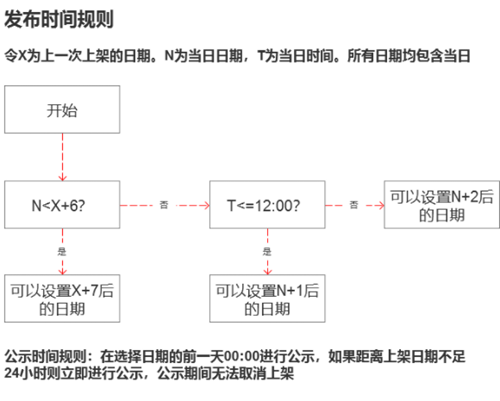 发布时间规则
令X为上一次上架的日期。N为当日日期，T为当日时间。所有日期均包含当日
开始
N<X+6?
否
T<=12:00?
否
可以设置N+2后
的日期
是
是
可以设置X+7后
的日期
可以设置N+1后
的日期
公示时间规则：在选择日期的前一天00:00进行公示，如果距离上架日期不足
24小时则立即进行公示，公示期间无法取消上架